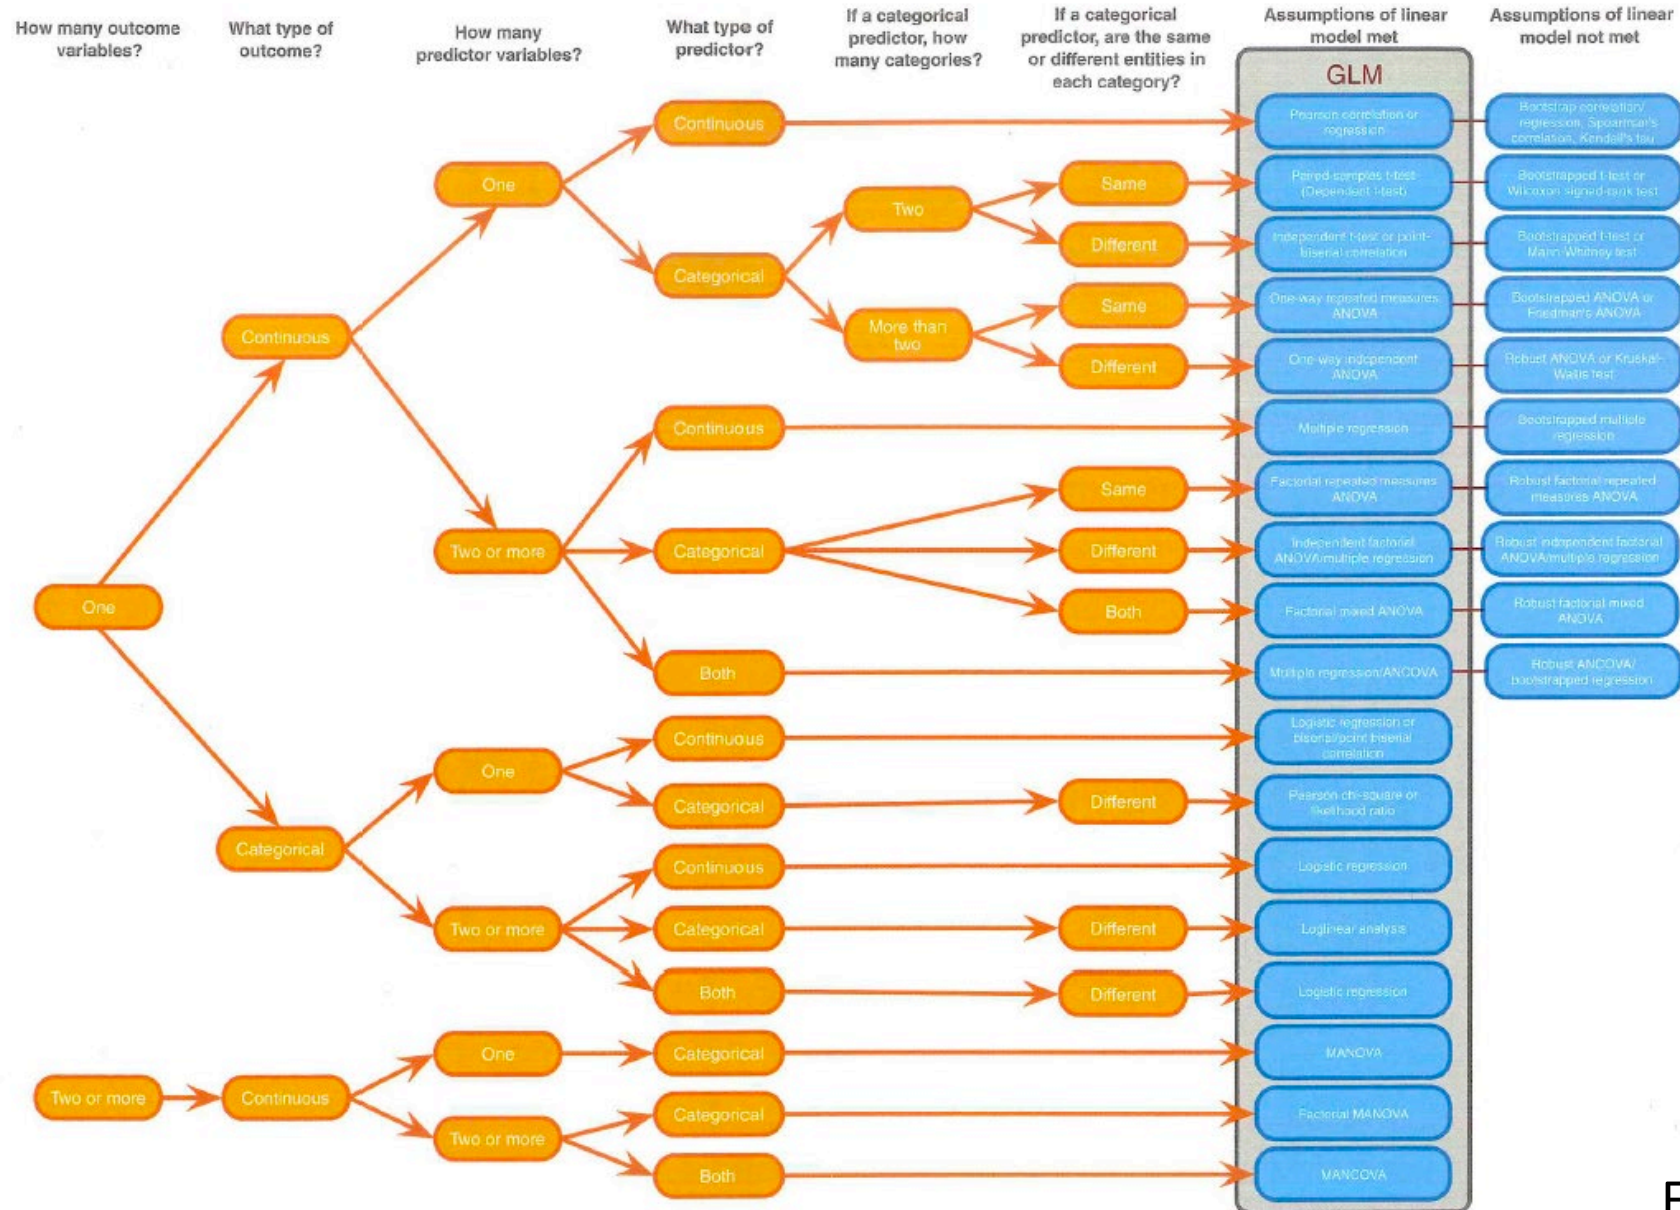 How many outcome
variables?
What type of
outcome?
How many
predictor variables?
What type of
predictor?
If a categorical
predictor, how
many categories?
If a categorical
predictor, are the same
or different entities in
each category?
Assumptions of linear
model met
Assumptions of linear
model not met
GLM
Continuous
Pearson correlation or
regression
Bootstrap correlation/
regression, Spearman's
correlation, Kendall's tau
One
Two
Same
Paired-samples t-test
(Dependent t-test)
Bootstrapped t-test or
Wilcoxon signed-rank test
Different
Independent t-test or point-
biserial correlation
Bootstrapped t-test or
Mann-Whitney test
Categorical
Same
One-way repeated measures
ANOVA
Bootstrapped ANOVA or
Friedman's ANOVA
Continuous
More than
two
Different
One-way independent
ANOVA
Robust ANOVA or Kruskal-
Wallis test
Continuous
Multiple regression
Bootstrapped multiple
regression
Same
Factorial repeated measures
ANOVA
Robust factorial repeated
measures ANOVA
Two or more
Categorical
Different
Independent factorial
ANOVA/multiple regression
Robust independent factorial
ANOVA/multiple regression
One
Both
Factorial mixed ANOVA
Robust factorial mixed
ANOVA
Both
Multiple regression/ANCOVA
Robust ANCOVA/
bootstrapped regression
Continuous
Logistic regression or
biserial/point biserial
correlation
One
Categorical
Different
Pearson chi-square or
likelihood ratio
Categorical
Continuous
Logistic regression
Two or more
Categorical
Different
Loglinear analysis
Both
Different
Logistic regression
One
Categorical
MANOVA
Two or more
Continuous
Categorical
Factorial MANOVA
Two or more
Both
MANCOVA